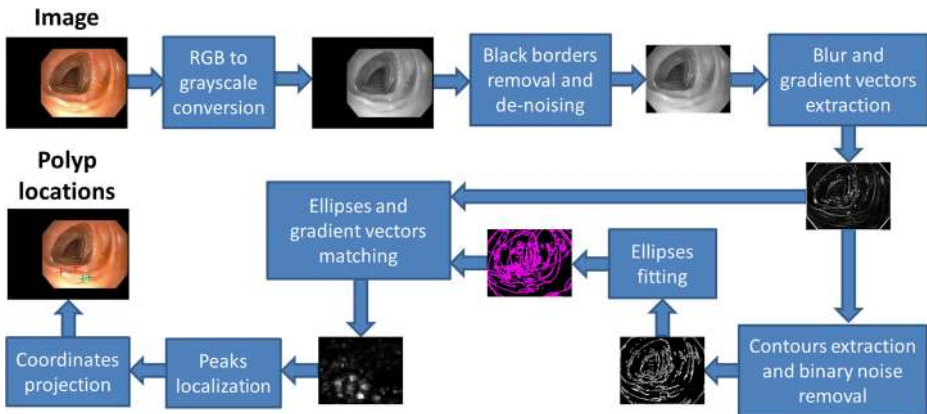 Image
RGB to
grayscale
conversion
Black borders
removal and
de-noising
Blur and
gradient vectors
extraction
Polyp
locations
Ellipses and
gradient vectors
matching
Ellipses
fitting
Coordinates
projection
Peaks
localization
Contours extraction
and binary noise
removal